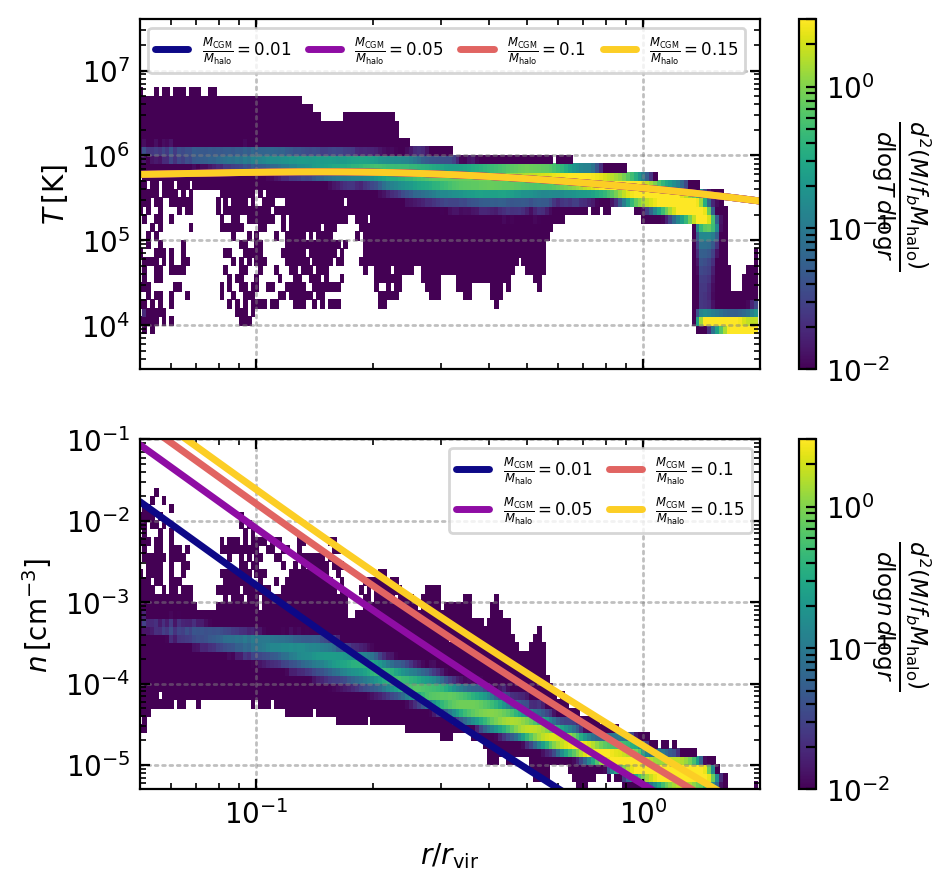 M_CGM/M_halo = 0.01 M_CGM/M_halo = 0.05 M_CGM/M_halo = 0.1 M_CGM/M_halo = 0.15
10^7
10^6
10^5
10^4
T [K]
10^0
10^-1
10^-2
d^2(M/f_b M_halo)
dlogT dlogr
M_CGM/M_halo = 0.01 M_CGM/M_halo = 0.1
M_CGM/M_halo = 0.05 M_CGM/M_halo = 0.15
10^-1
10^-2
10^-3
10^-4
10^-5
n [cm^-3]
10^-1 10^0
r/r_vir
10^0
10^-1
10^-2
d^2(M/f_b M_halo)
dlogn dlogr